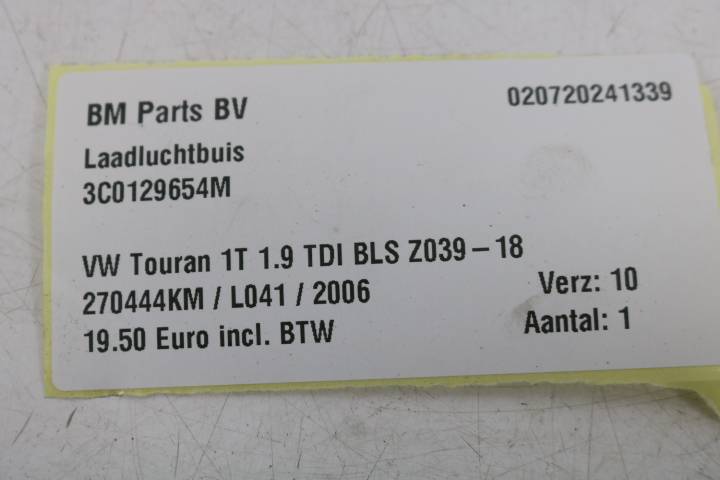 BM Parts BV
020720241339
Laadluchtbuis
3C0129654M
VW Touran 1T 1.9 TDI BLS Z039 – 18
270444KM / L041 / 2006
Verz: 10
19.50 Euro incl. BTW
Aantal: 1